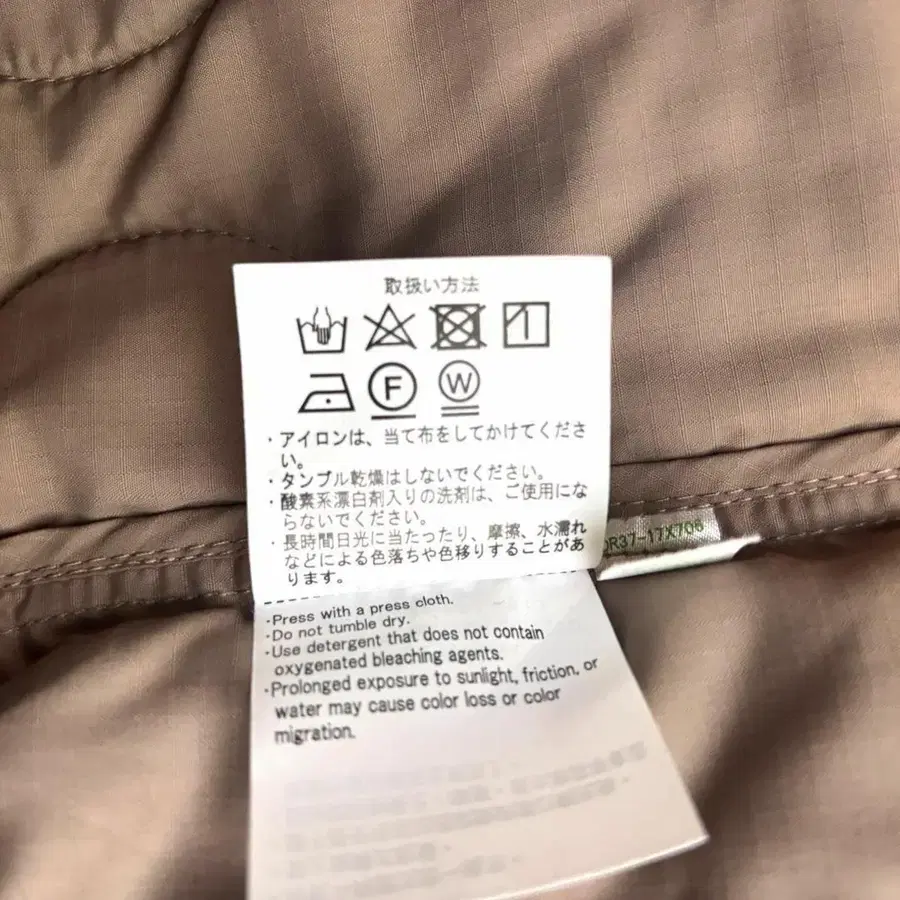 取扱い方法
F W
・アイロンは、当て布をしてかけてくださ
い。
・タンブル乾燥はしないでください。
・酸素系漂白剤入りの洗剤は、ご使用にな
らないでください。
・長時間日光に当たったり、摩擦、水濡れ
などによる色落ちや色移りすることがあ
ります。
DR37-17X706
・Press with a press cloth.
・Do not tumble dry.
・Use detergent that does not contain
oxygenated bleaching agents.
・Prolonged exposure to sunlight, friction, or
water may cause color loss or color
migration.